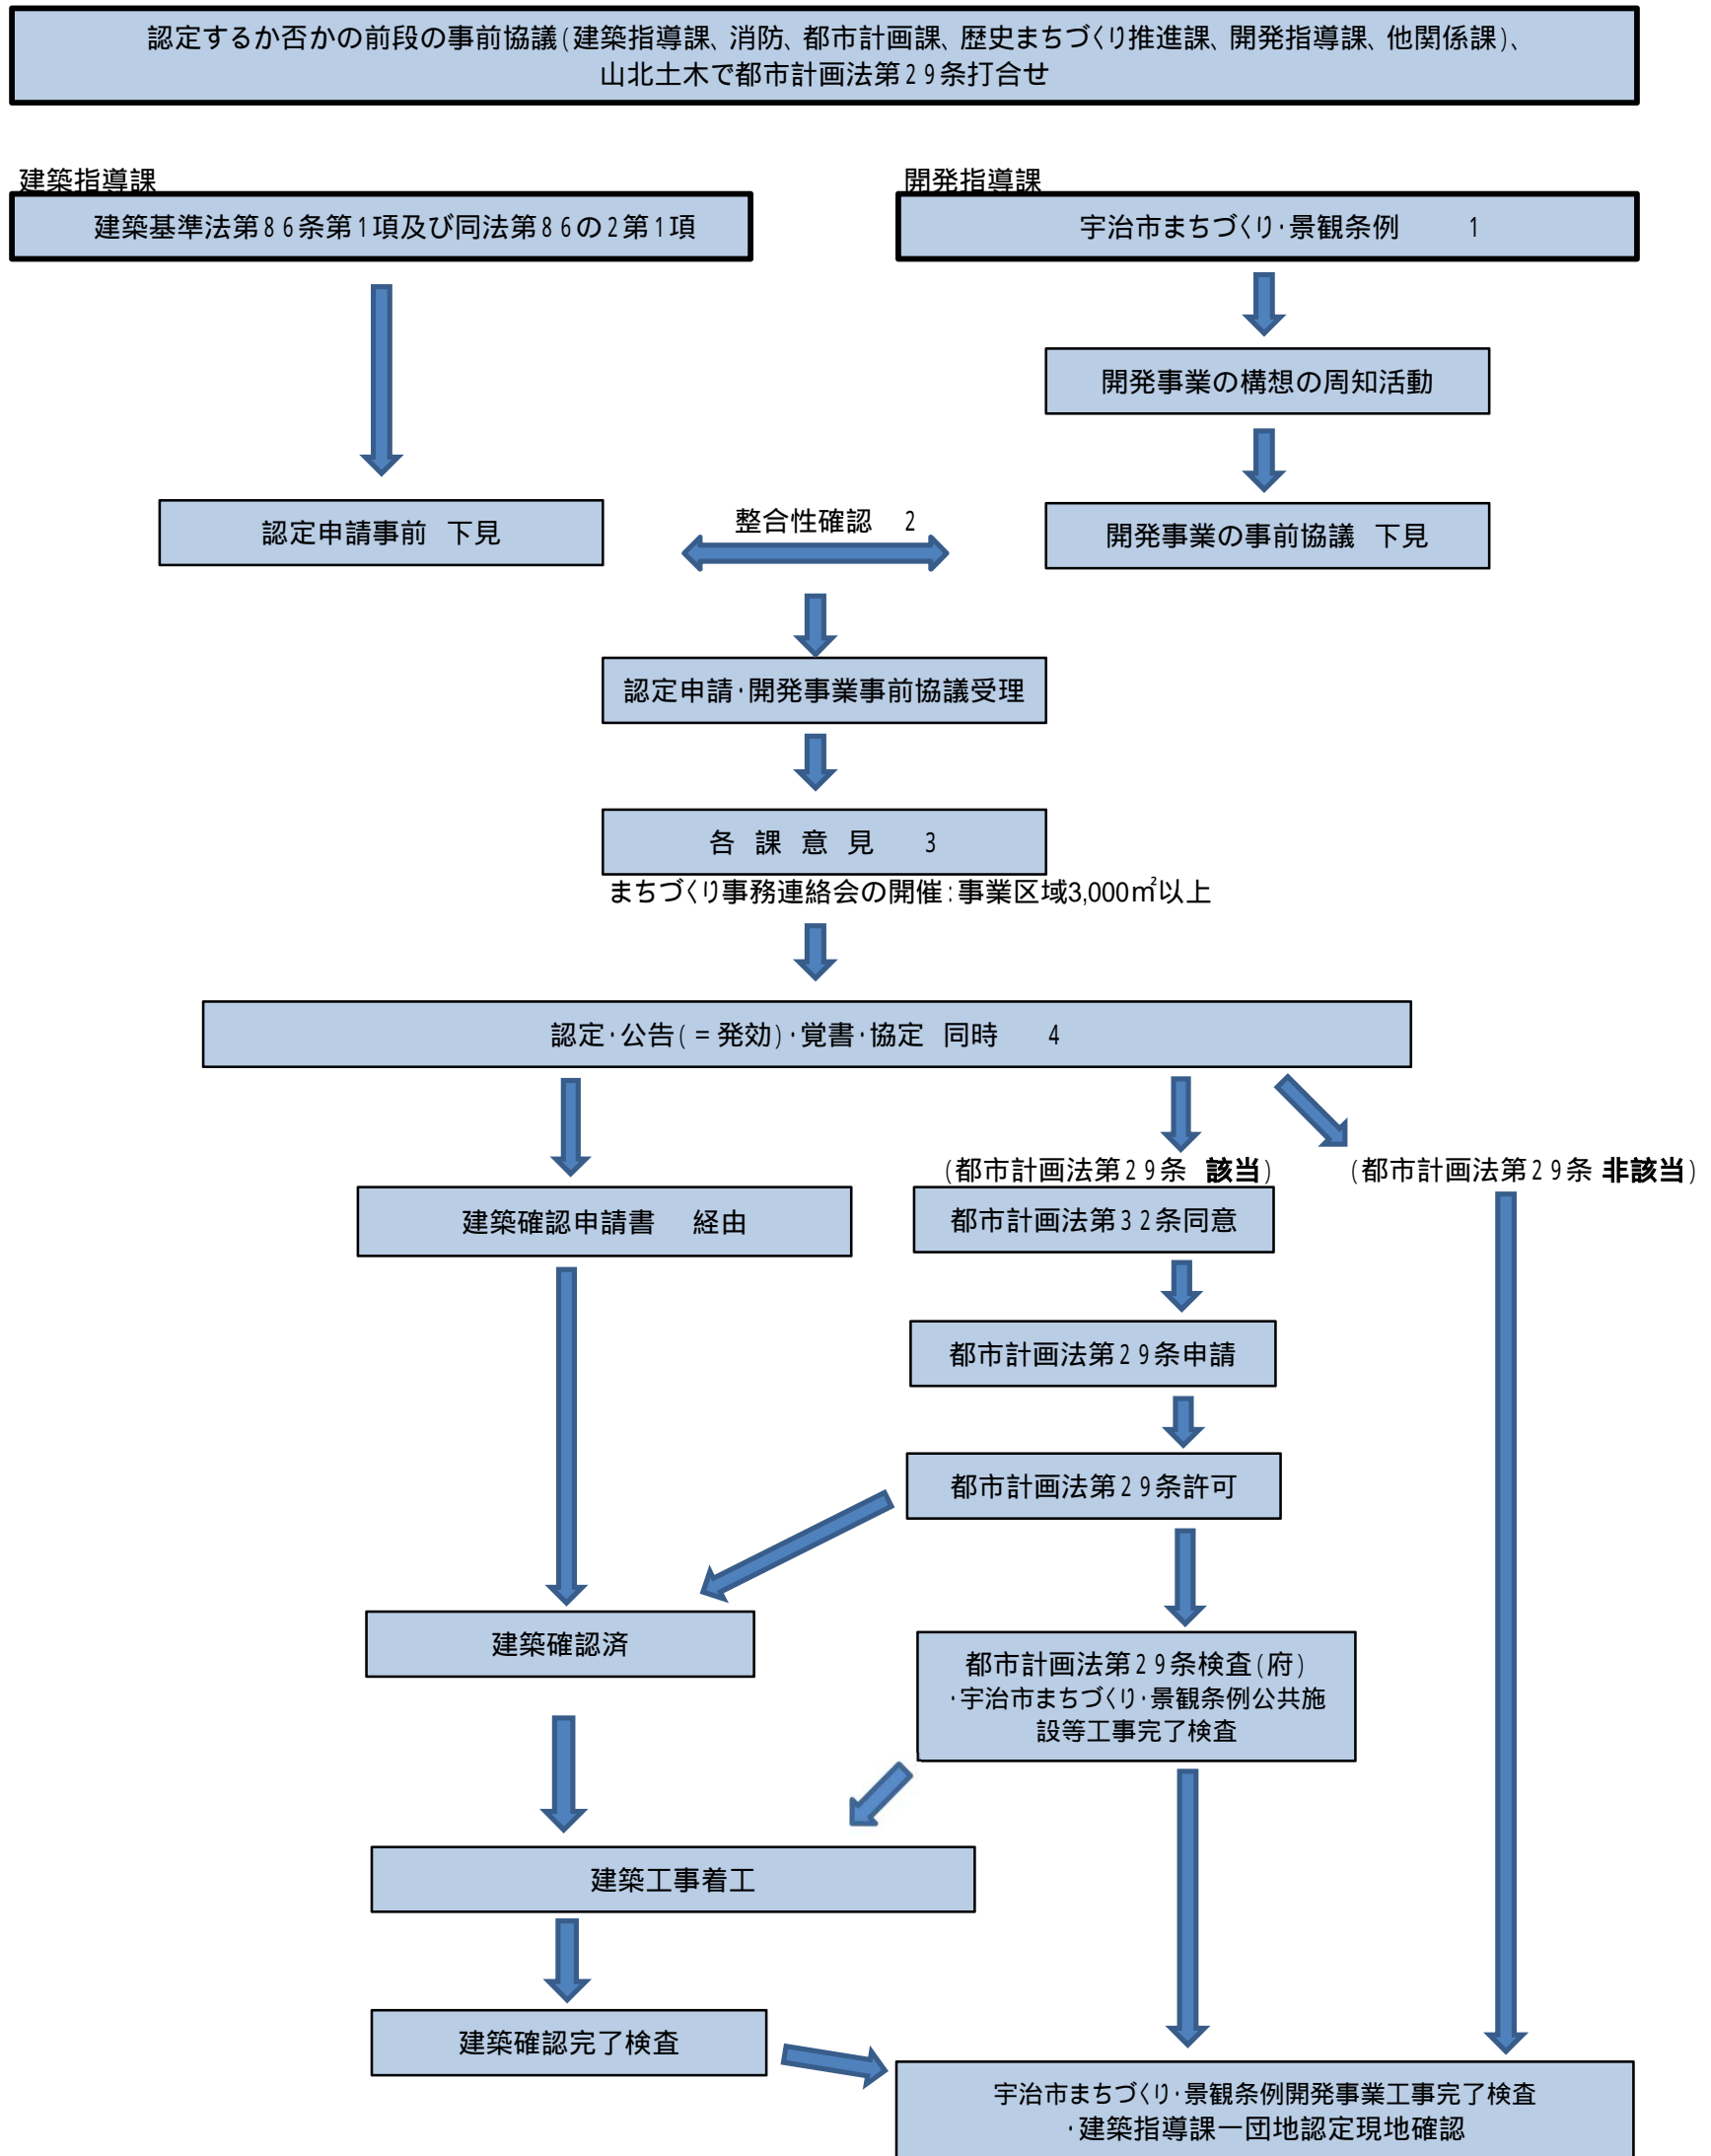 認定するか否かの前段の事前協議(建築指導課、消防、都市計画課、歴史まちづくり推進課、開発指導課、他関係課)、
山北土木で都市計画法第29条打合せ
建築指導課
開発指導課
建築基準法第86条第1項及び同法第86の2第1項
宇治市まちづくり・景観条例 1
開発事業の構想の周知活動
認定申請事前 下見
整合性確認 2
開発事業の事前協議 下見
認定申請・開発事業事前協議受理
各 課 意 見 3
まちづくり事務連絡会の開催:事業区域3,000㎡以上
認定・公告(=発効)・覚書・協定 同時 4
(都市計画法第29条 該当)
(都市計画法第29条 非該当)
建築確認申請書 経由
都市計画法第32条同意
都市計画法第29条申請
都市計画法第29条許可
建築確認済
都市計画法第29条検査(府)
・宇治市まちづくり・景観条例公共施
設等工事完了検査
建築工事着工
建築確認完了検査
宇治市まちづくり・景観条例開発事業工事完了検査
・建築指導課一団地認定現地確認